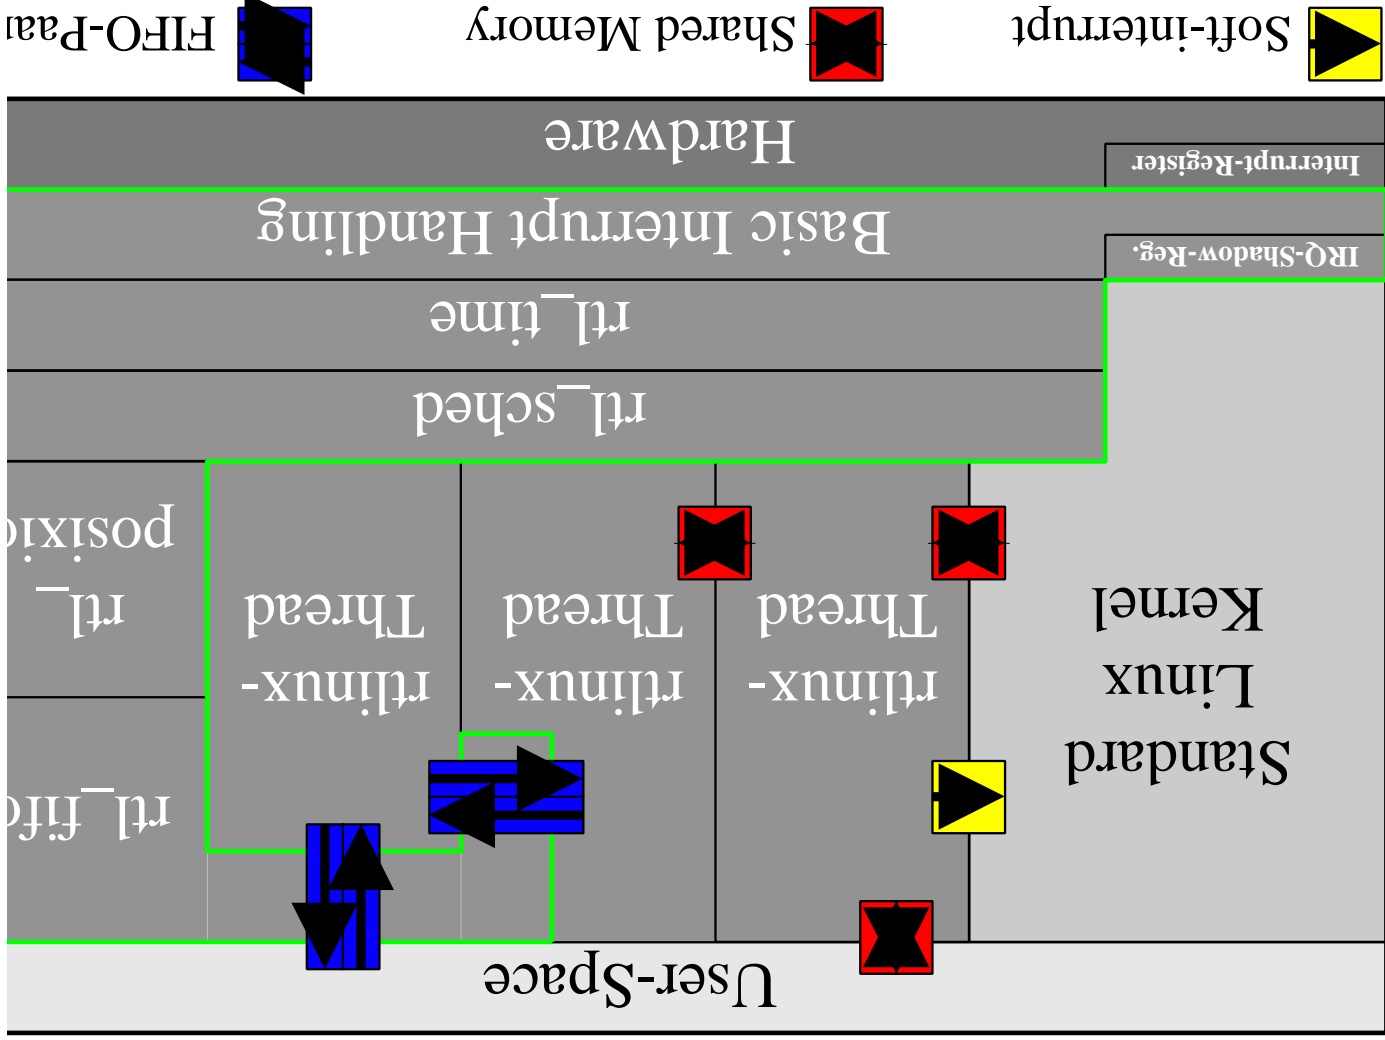 User-Space
Standard
Linux
Kernel
rtlinux-
Thread
rtlinux-
Thread
rtlinux-
Thread
rtl_fifo
rtl_
posixio
rtl_sched
rtl_time
IRQ-Shadow-Reg.
Basic Interrupt Handling
Interrupt-Register
Hardware
Soft-interrupt
Shared Memory
FIFO-Paar